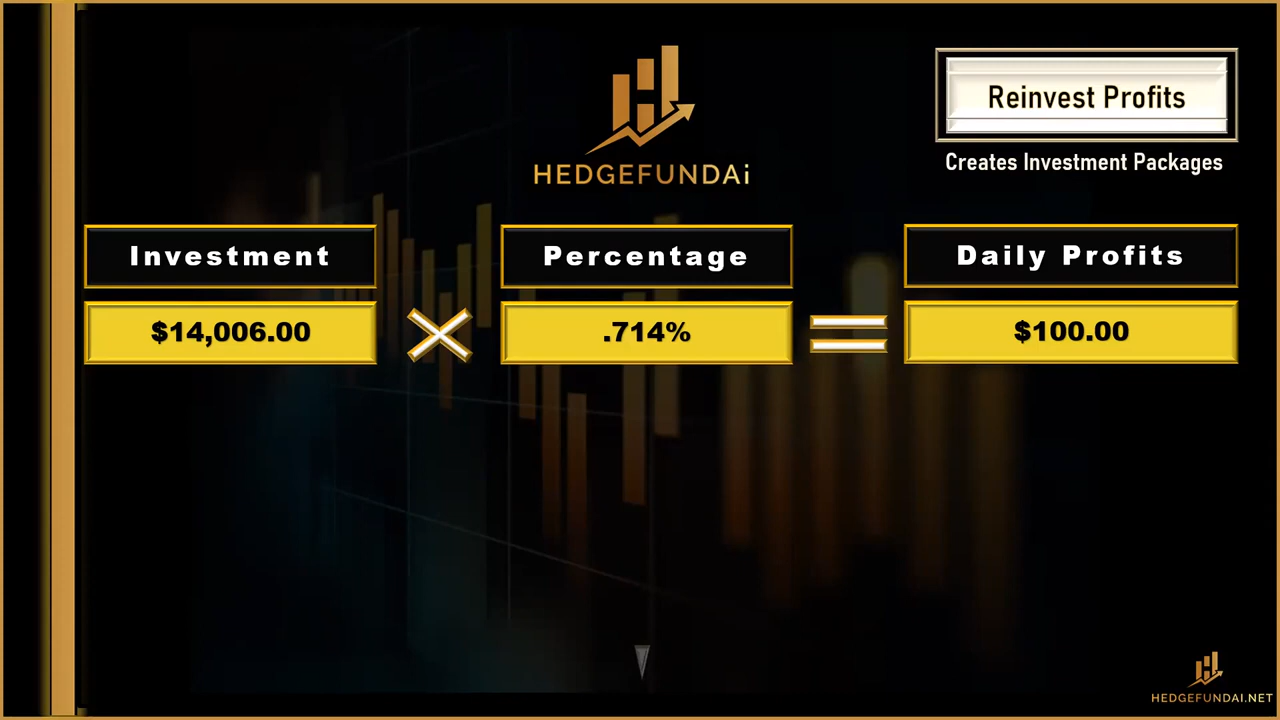 Reinvest Profits
HEDGEFUNDAi
Creates Investment Packages
Investment
Percentage
Daily Profits
$14,006.00
.714%
$100.00
HEDGEFUNDAI.NET